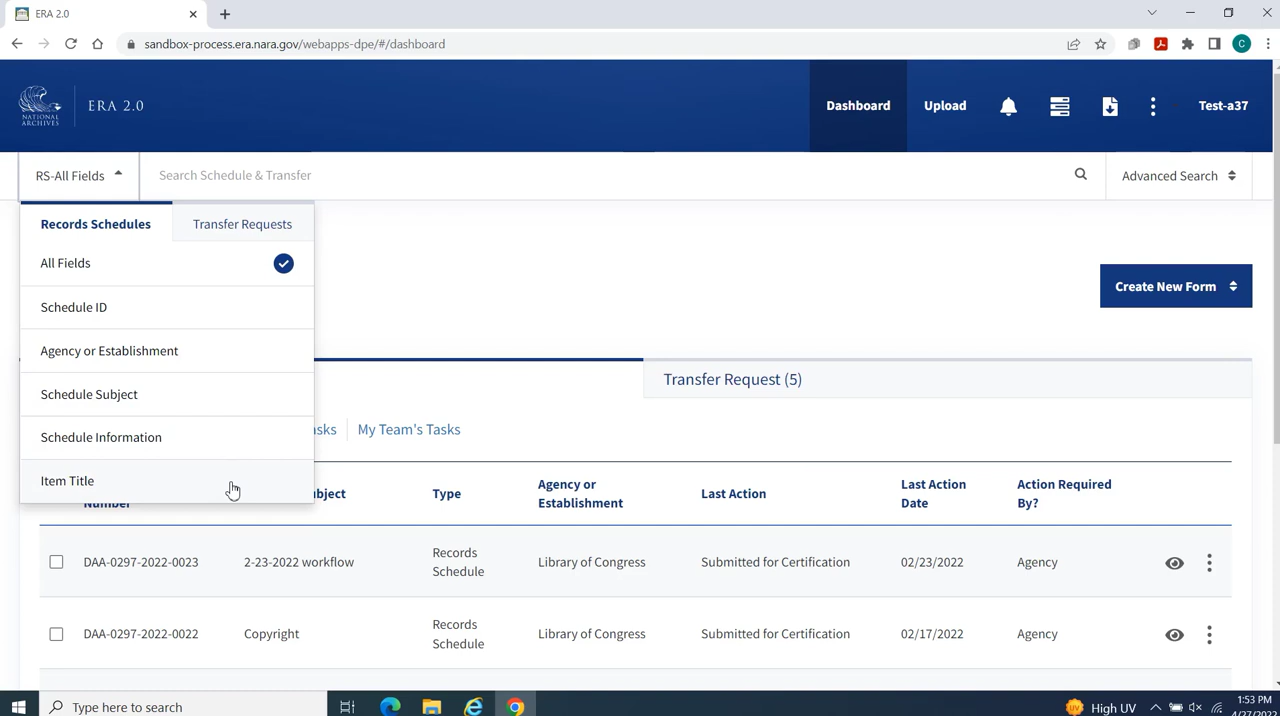 ERA 2.0
sandbox-process.era.nara.gov/webapps-dpe/#/dashboard
C
NATIONAL
ARCHIVES
ERA 2.0
Dashboard
Upload
Test-a37
RS-All Fields
Search Schedule & Transfer
Advanced Search
Records Schedules
Transfer Requests
All Fields
Schedule ID
Agency or Establishment
Schedule Subject
Schedule Information
Item Title
Create New Form
Transfer Request (5)
My Team's Tasks
Number
Type
Agency or
Establishment
Last Action
Last Action
Date
Action Required
By?
DAA-0297-2022-0023
2-23-2022 workflow
Records
Schedule
Library of Congress
Submitted for Certification
02/23/2022
Agency
DAA-0297-2022-0022
Copyright
Records
Schedule
Library of Congress
Submitted for Certification
02/17/2022
Agency
Type here to search
High UV
1:53 PM
4/27/2022